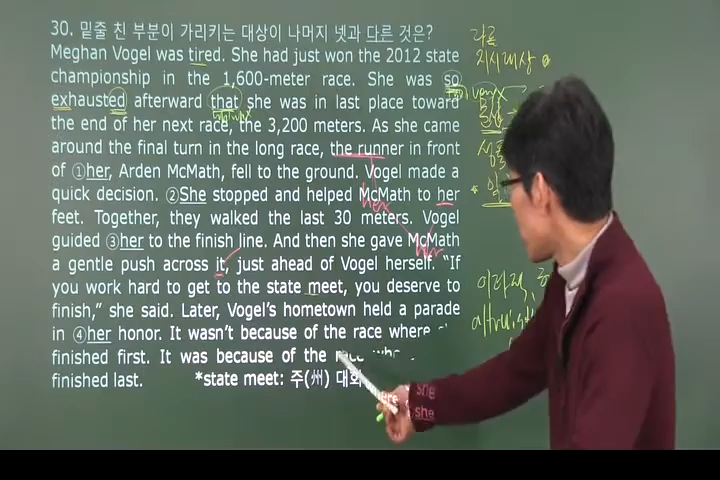 30. 밑줄 친 부분이 가리키는 대상이 나머지 넷과 다른 것은?
Meghan Vogel was tired. She had just won the 2012 state
championship in the 1,600-meter race. She was so
exhausted afterward that she was in last place toward
the end of her next race, the 3,200 meters. As she came
around the final turn in the long race, the runner in front
of ①her, Arden McMath, fell to the ground. Vogel made a
quick decision. ②She stopped and helped McMath to her
feet. Together, they walked the last 30 meters. Vogel
guided ③her to the finish line. And then she gave McMath
a gentle push across it, just ahead of Vogel herself. “If
you work hard to get to the state meet, you deserve to
finish,” she said. Later, Vogel’s hometown held a parade
in ④her honor. It wasn’t because of the race where
finished first. It was because of the race
finished last.
*state meet: 주(州) 대회
she
she